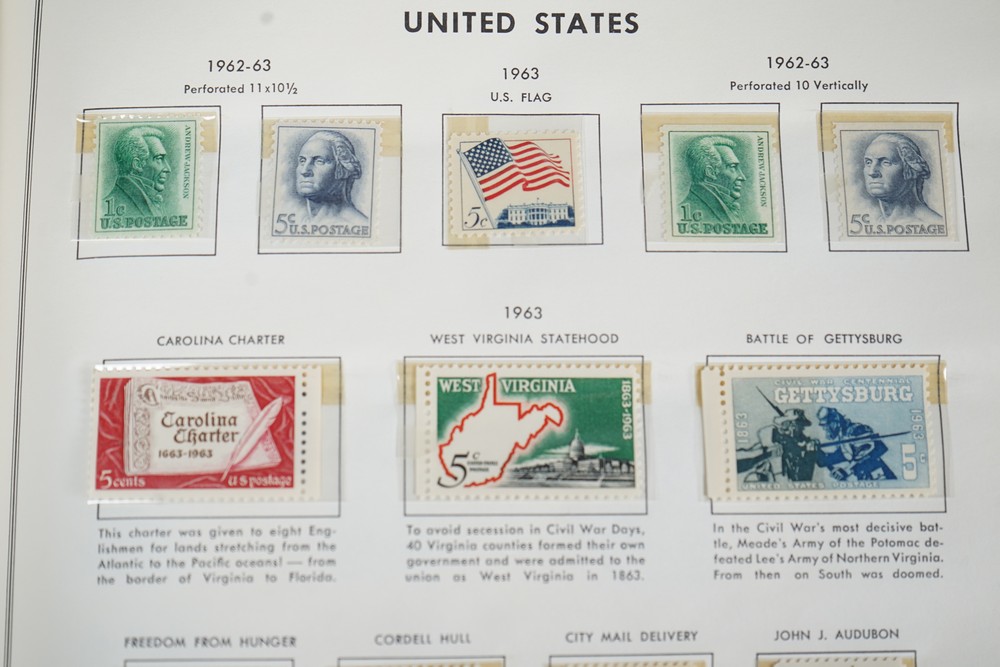 UNITED STATES
1962-63
Perforated 11x10½
1963
U.S. FLAG
1962-63
Perforated 10 Vertically
ANDREW JACKSON
1c
U.S. POSTAGE
5c
U.S. POSTAGE
5c
ANDREW JACKSON
1c
U.S. POSTAGE
5c
U.S. POSTAGE
1963
CAROLINA CHARTER
WEST VIRGINIA STATEHOOD
BATTLE OF GETTYSBURG
Carolina
Charter
1663-1963
5 cents
US postage
WEST VIRGINIA
1863-1963
5c
UNITED STATES
POSTAGE
CIVIL WAR CENTENNIAL
GETTYSBURG
1863
1963
5c
UNITED STATES POSTAGE
This charter was given to eight Eng-
lishmen for lands stretching from the
Atlantic to the Pacific oceans! — from
the border of Virginia to Florida.
To avoid secession in Civil War Days,
40 Virginia counties formed their own
government and were admitted to the
union as West Virginia in 1863.
In the Civil War's most decisive bat-
tle, Meade's Army of the Potomac de-
feated Lee's Army of Northern Virginia.
From then on South was doomed.
FREEDOM FROM HUNGER
CORDELL HULL
CITY MAIL DELIVERY
JOHN J. AUDUBON